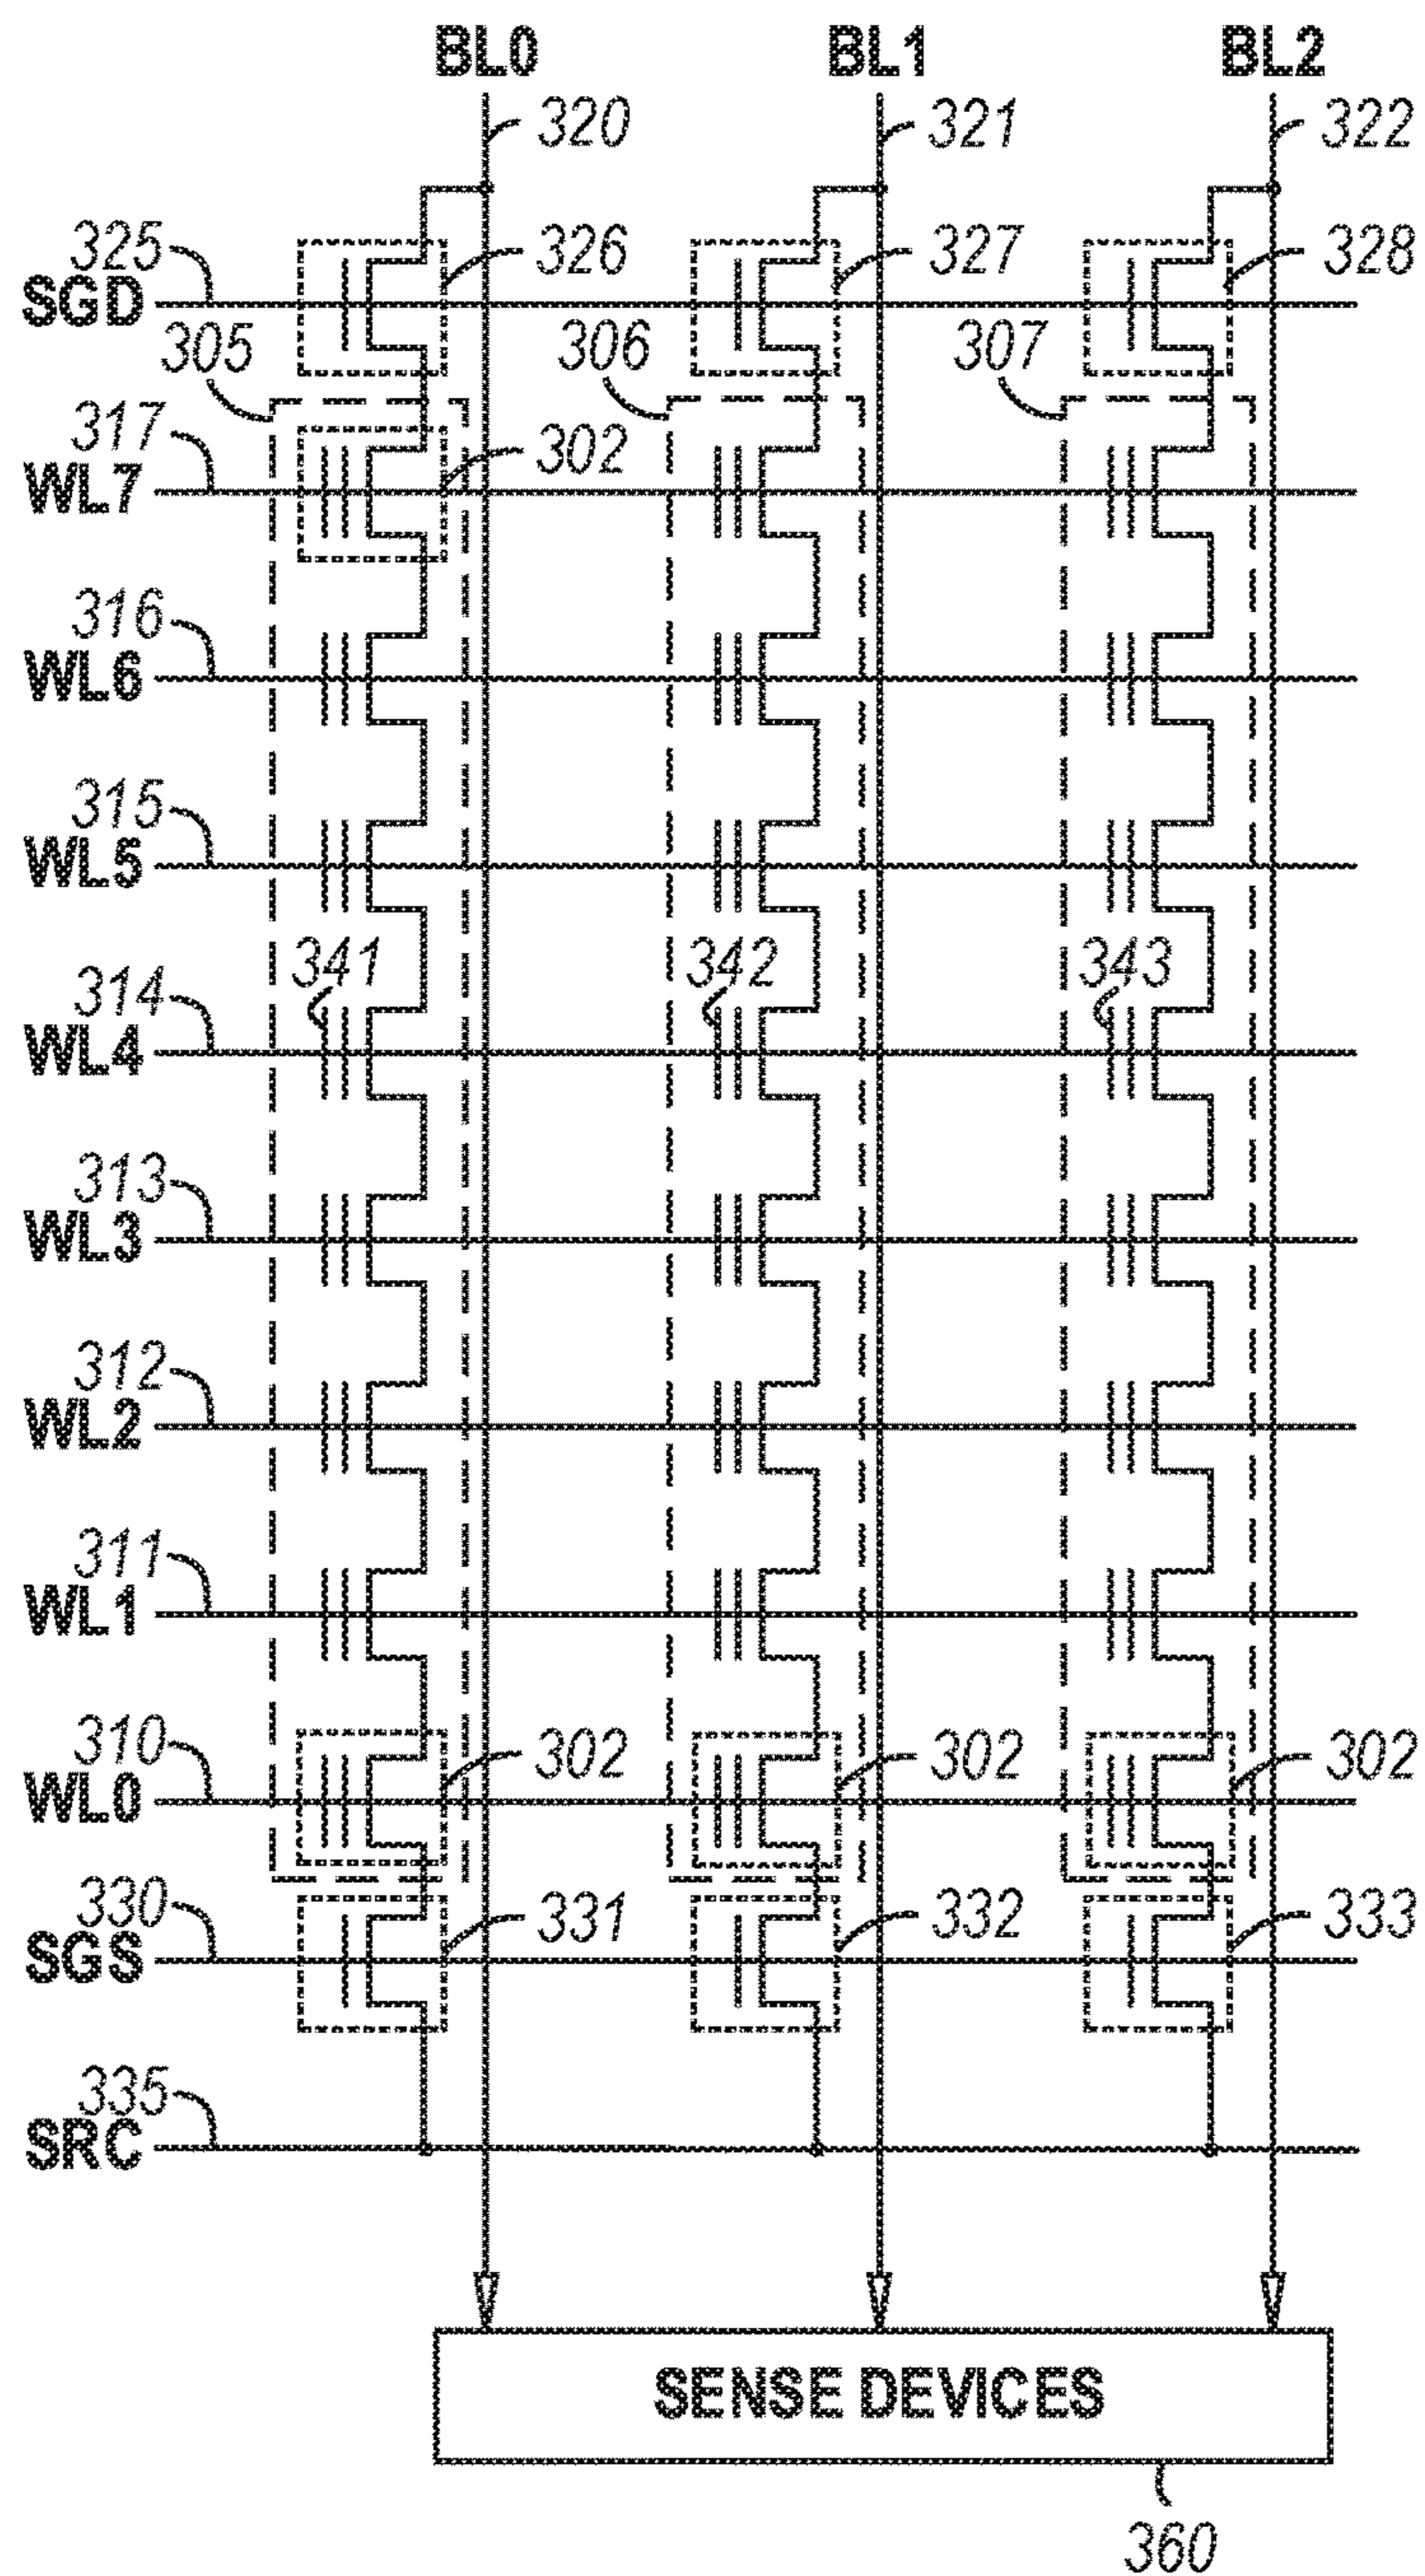 BL0 BL1 BL2
320 321 322
325 326 327 328
SGD
305 306 307
317 302
WL7
316
WL6
315
WL5
341 342 343
314
WL4
313
WL3
312
WL2
311
WL1
310 302 302 302
WL0
330 331 332 333
SGS
335
SRC
SENSE DEVICES
360